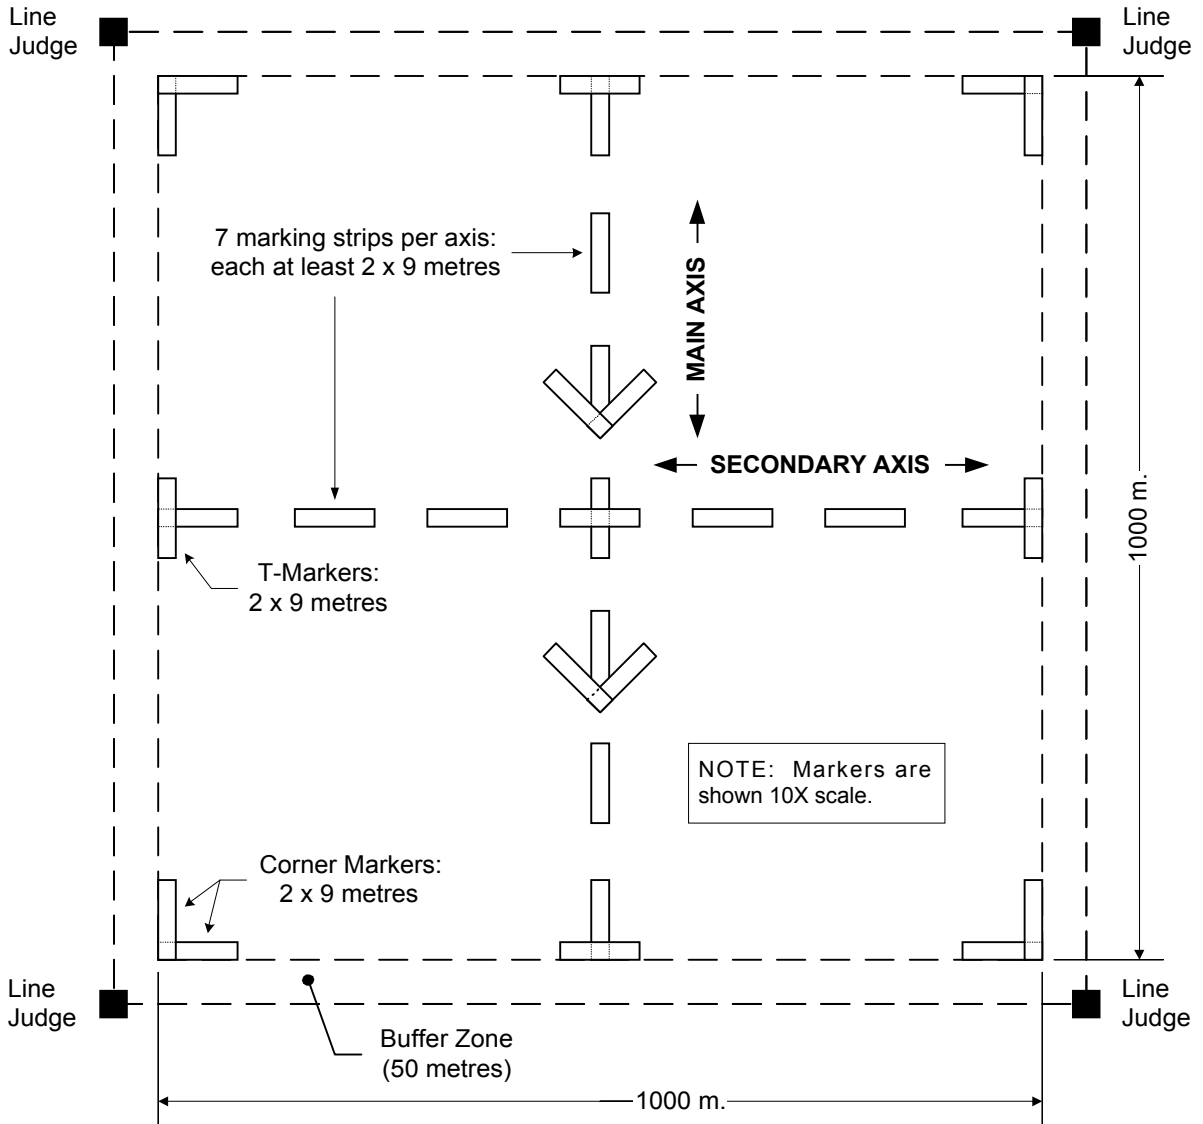 Line
Judge
Line
Judge
7 marking strips per axis:
each at least 2 x 9 metres
MAIN AXIS
SECONDARY AXIS
1000 m.
T-Markers:
2 x 9 metres
NOTE: Markers are
shown 10X scale.
Corner Markers:
2 x 9 metres
Line
Judge
Line
Judge
Buffer Zone
(50 metres)
1000 m.